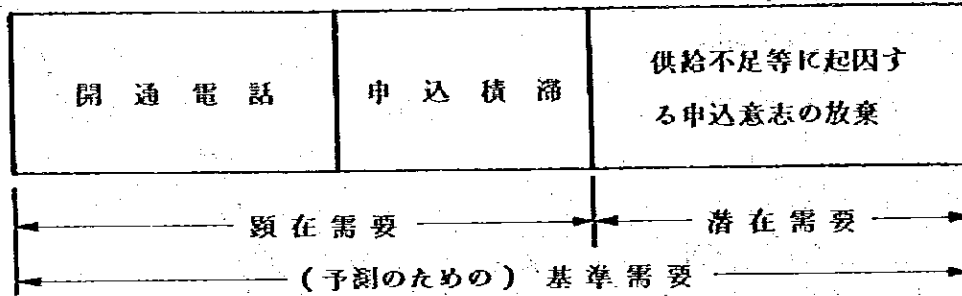 開通電話
申込積滞
供給不足等に起因す
る申込意志の放棄
顕在需要
潜在需要
(予測のための)基準需要